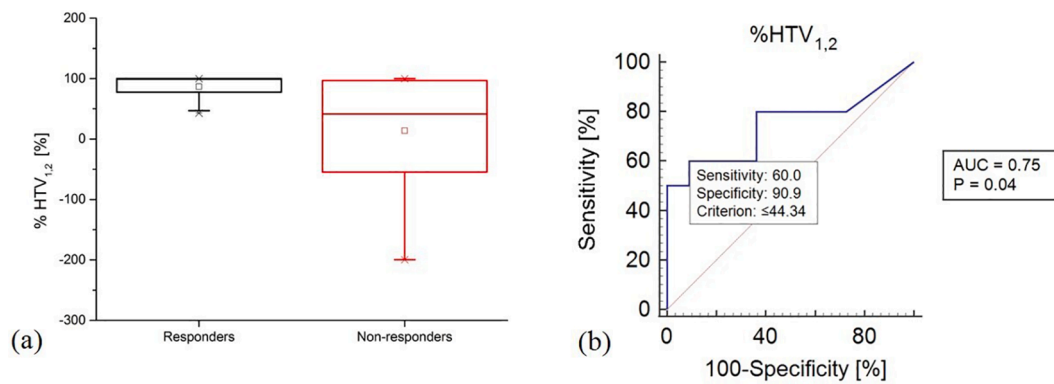 200
100
0
-100
-200
-300
% HTV1,2 [%]
Responders
Non-responders
(a)
%HTV1,2
100
80
60
40
20
0
Sensitivity [%]
Sensitivity: 60.0
Specificity: 90.9
Criterion: ≤44.34
0 40 80
100-Specificity [%]
AUC = 0.75
P = 0.04
(b)